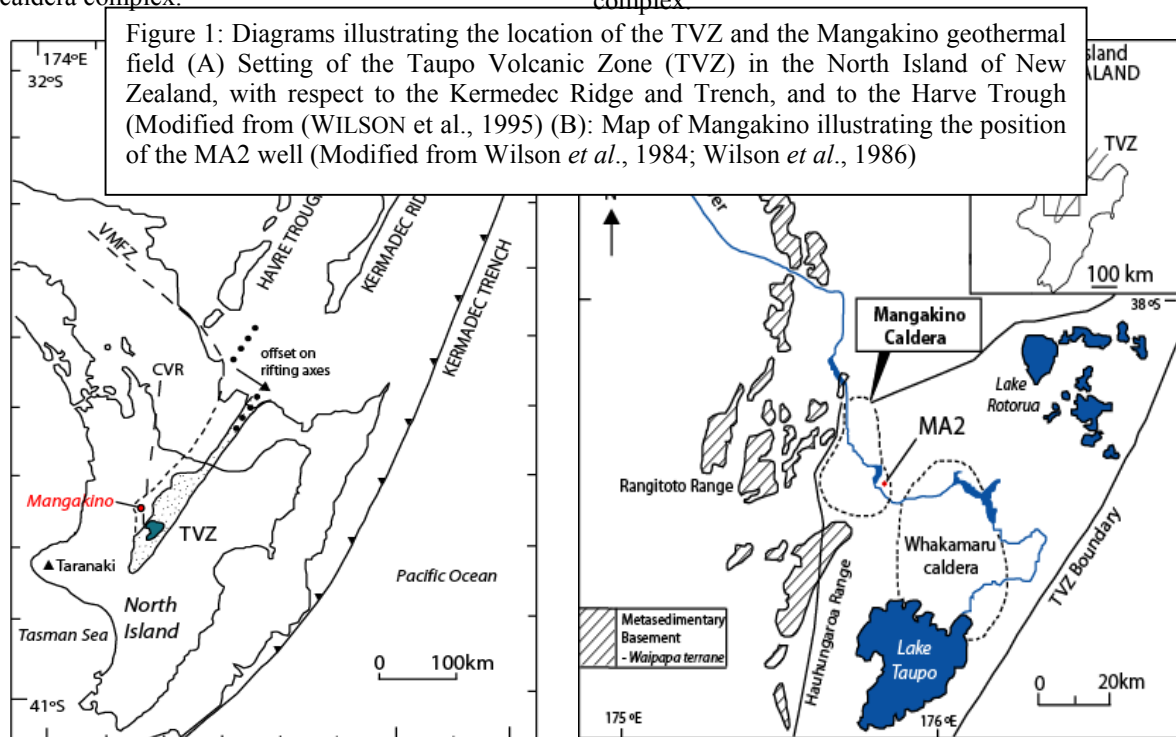 caldera complex.
complex.
Figure 1: Diagrams illustrating the location of the TVZ and the Mangakino geothermal
field (A) Setting of the Taupo Volcanic Zone (TVZ) in the North Island of New
Zealand, with respect to the Kermedec Ridge and Trench, and to the Harve Trough
(Modified from (WILSON et al., 1995) (B): Map of Mangakino illustrating the position
of the MA2 well (Modified from Wilson et al., 1984; Wilson et al., 1986)
174°E
32°S
VMFZ
HAVRE TROUGH
KERMADEC
KERMADEC TRENCH
offset on
rifting axes
CVR
Mangakino
TVZ
Taranaki
North
Island
Tasman Sea
Pacific Ocean
0 100km
41°S
TVZ
100 km
38 °S
Mangakino
Caldera
Lake
Rotorua
MA2
Rangitoto Range
Whakamaru
caldera
TVZ Boundary
Hauhungaroa Range
Metasedimentary
Basement
- Waipapa terrane
Lake
Taupo
0 20km
175 °E
176 °E